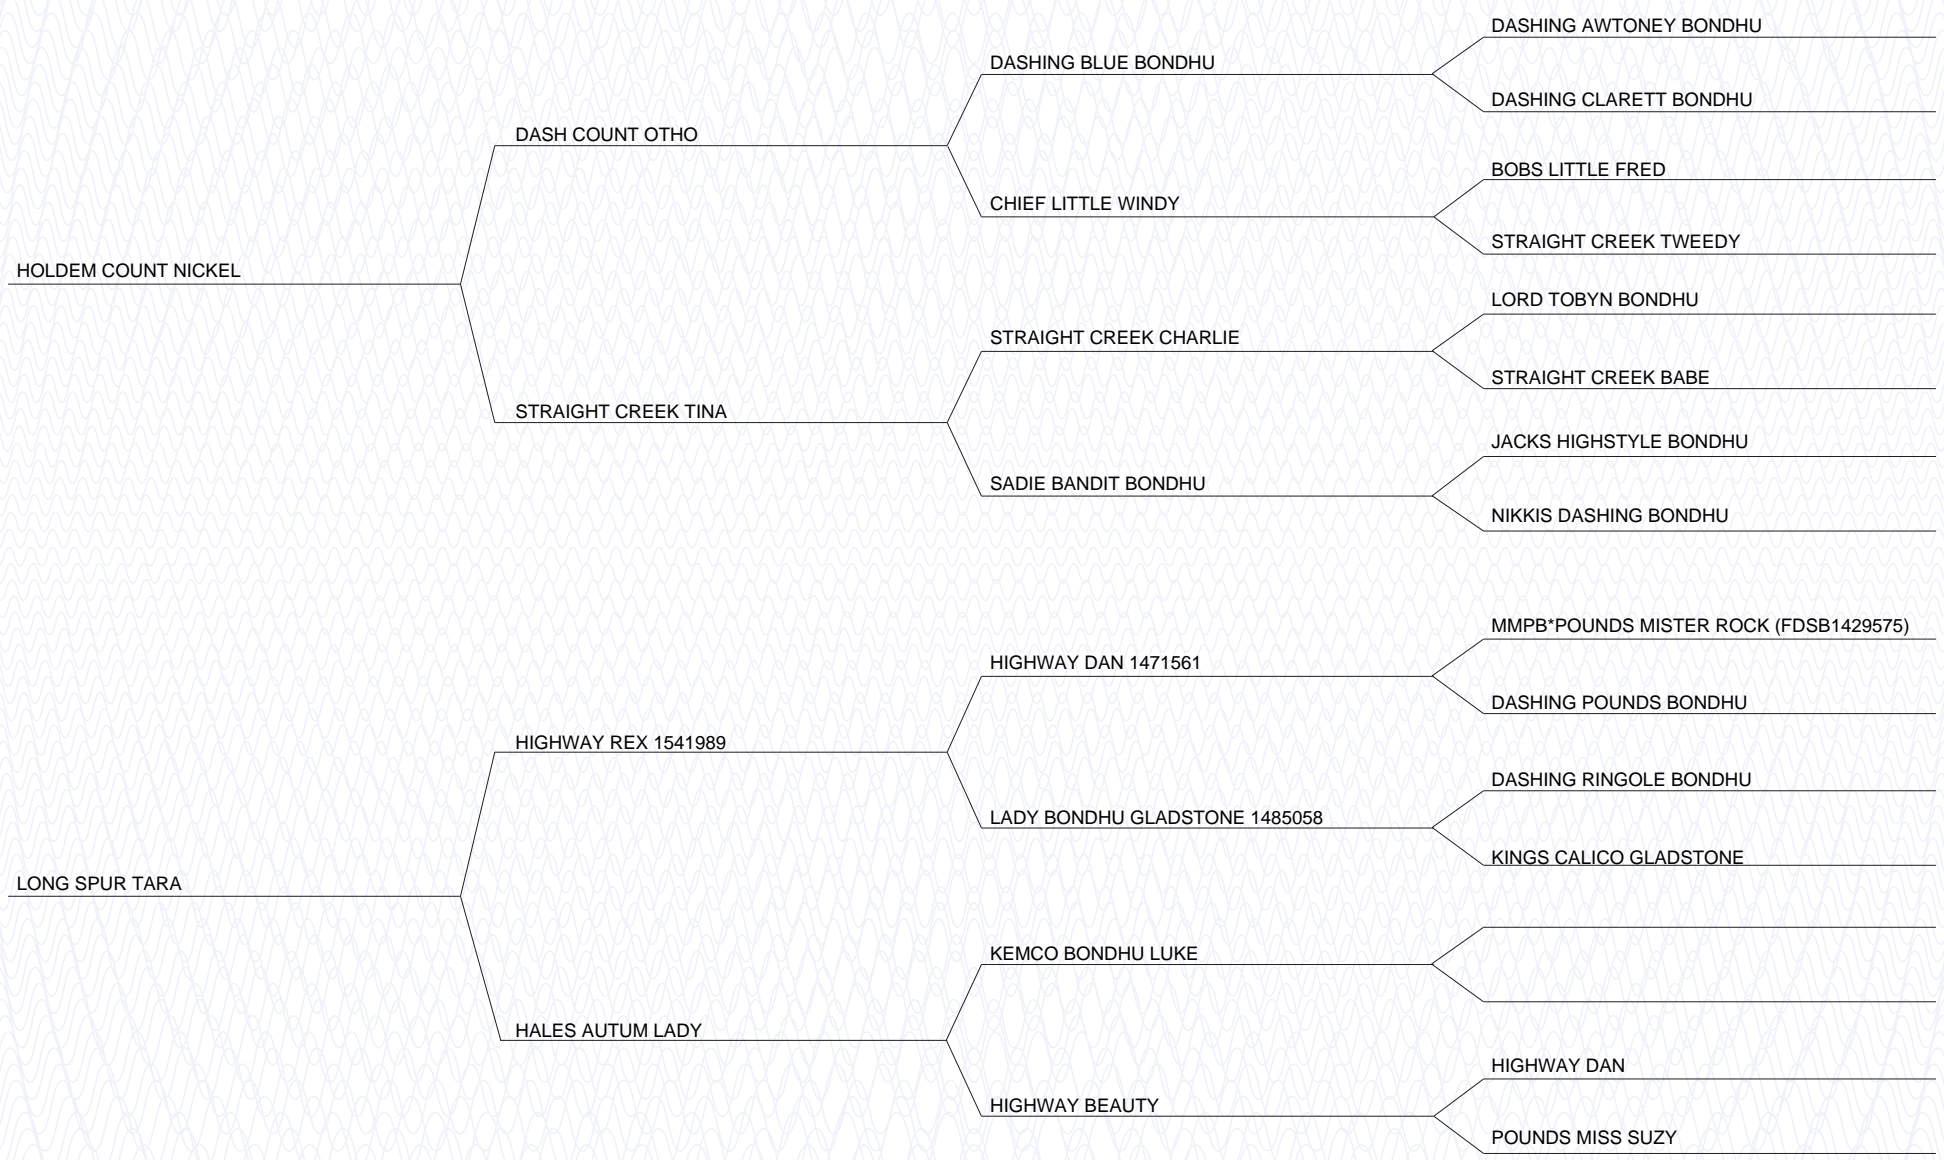 DASHING AWTONEY BONDHU
DASHING BLUE BONDHU
DASHING CLARETT BONDHU
DASH COUNT OTHO
BOBS LITTLE FRED
CHIEF LITTLE WINDY
STRAIGHT CREEK TWEEDY
HOLDEM COUNT NICKEL
LORD TOBYN BONDHU
STRAIGHT CREEK CHARLIE
STRAIGHT CREEK BABE
STRAIGHT CREEK TINA
JACKS HIGHSTYLE BONDHU
SADIE BANDIT BONDHU
NIKKIS DASHING BONDHU
MMPB*POUNDS MISTER ROCK (FDSB1429575)
HIGHWAY DAN 1471561
DASHING POUNDS BONDHU
HIGHWAY REX 1541989
DASHING RINGOLE BONDHU
LADY BONDHU GLADSTONE 1485058
KINGS CALICO GLADSTONE
LONG SPUR TARA
KEMCO BONDHU LUKE
HALES AUTUM LADY
HIGHWAY DAN
HIGHWAY BEAUTY
POUNDS MISS SUZY